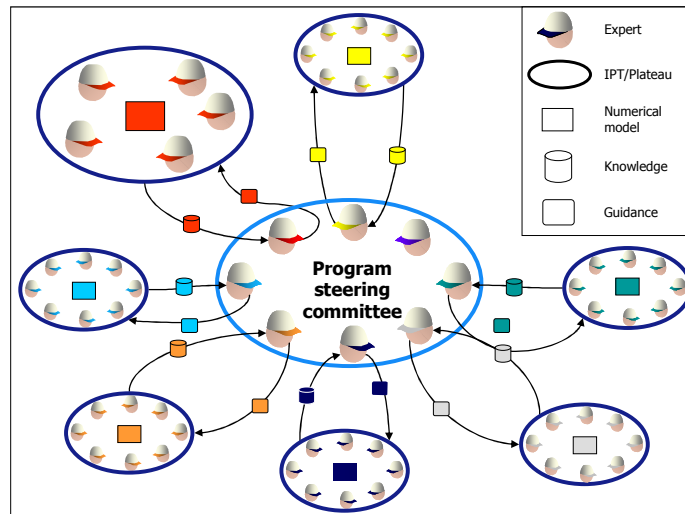 Expert
IPT/Plateau
Numerical
model
Knowledge
Guidance
Program
steering
committee